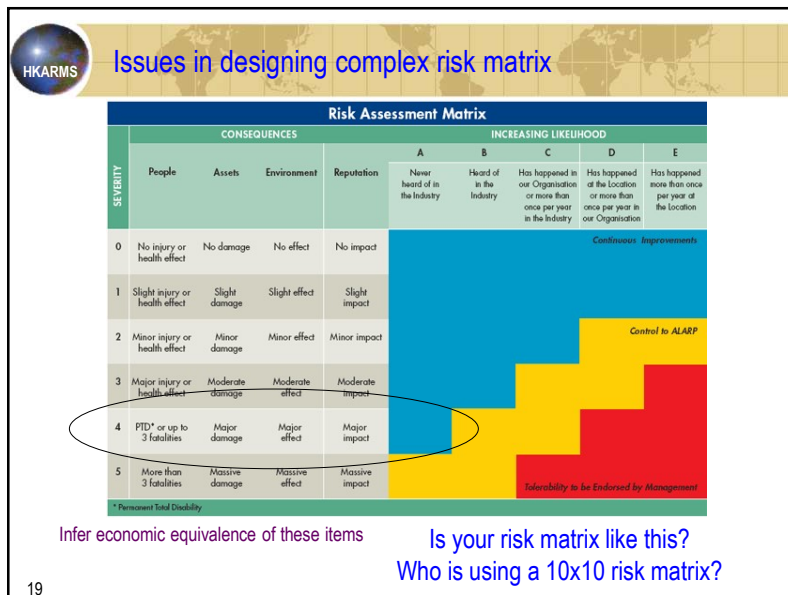 HKARMS
Issues in designing complex risk matrix
Risk Assessment Matrix
CONSEQUENCES
INCREASING LIKELIHOOD
SEVERITY
People
Assets
Environment
Reputation
A
B
C
D
E
Never
heard of in
the Industry
Heard of
in the
Industry
Has happened in
our Organisation
or more than
once per year
in the Industry
Has happened
at the Location
or more than
once per year in
our Organisation
Has happened
more than once
per year at
the Location
0
No injury or
health effect
No damage
No effect
No impact
Continuous Improvements
1
Slight injury or
health effect
Slight
damage
Slight effect
Slight
impact
2
Minor injury or
health effect
Minor
damage
Minor effect
Minor impact
Control to ALARP
3
Major injury or
health effect
Moderate
damage
Moderate
effect
Moderate
impact
4
PTD* or up to
3 fatalities
Major
damage
Major
effect
Major
impact
5
More than
3 fatalities
Massive
damage
Massive
effect
Massive
impact
Tolerability to be Endorsed by Management
* Permanent Total Disability
Infer economic equivalence of these items
Is your risk matrix like this?
Who is using a 10x10 risk matrix?
19